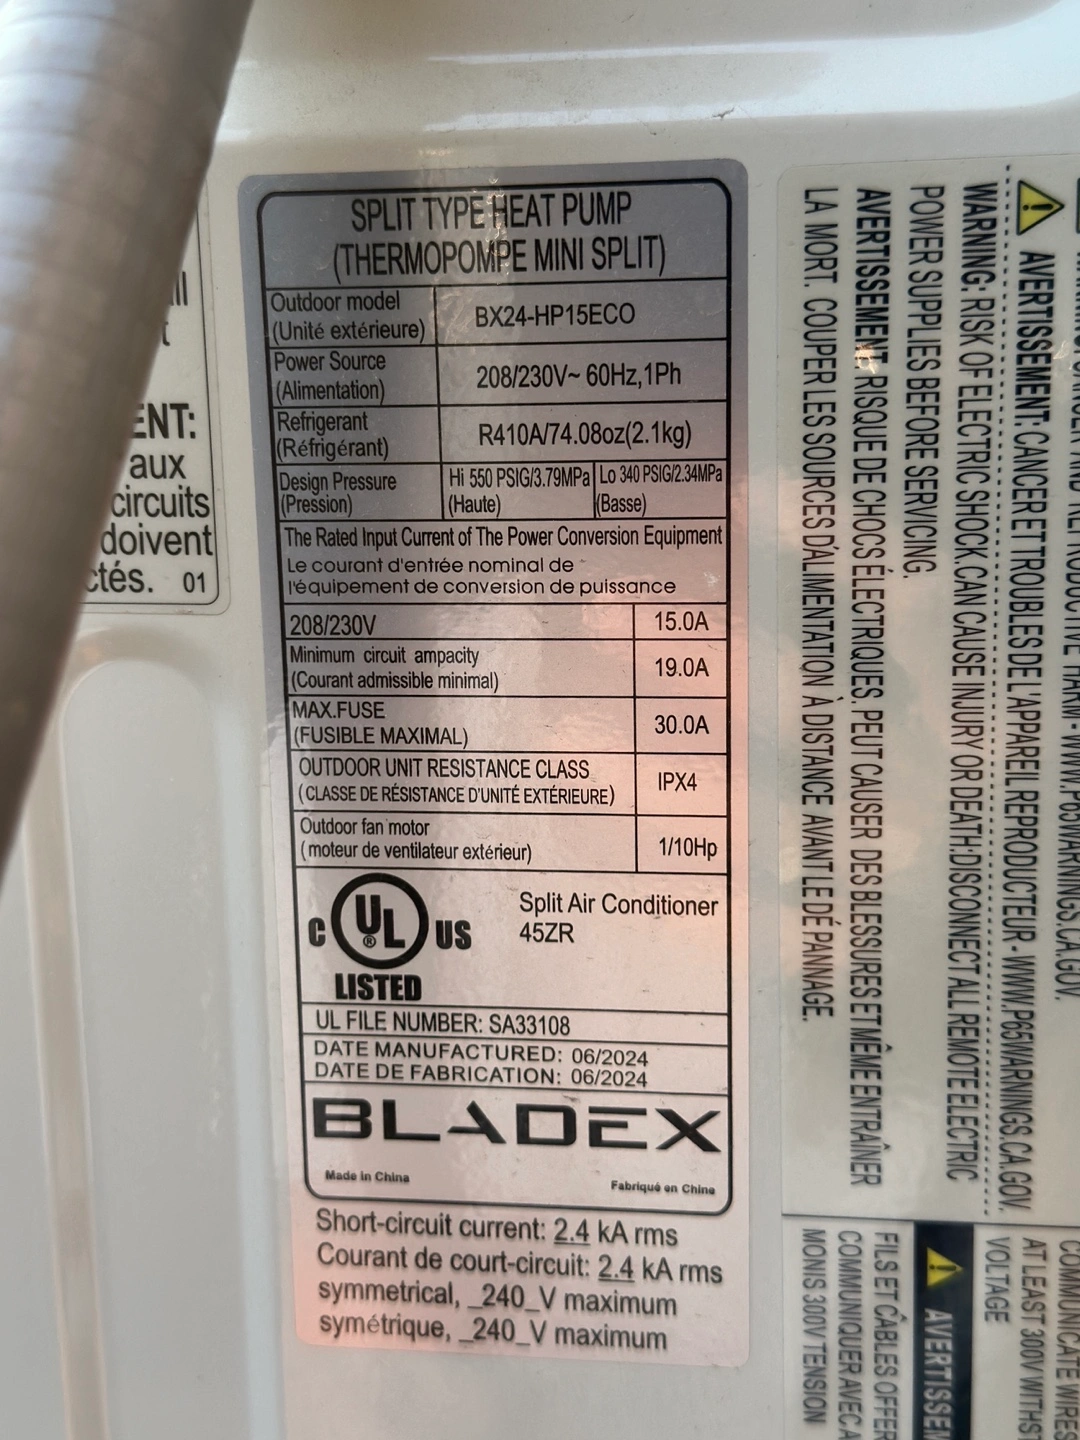 ENT:
aux
circuits
doivent
ctés. 01
SPLIT TYPE HEAT PUMP
(THERMOPOMPE MINI SPLIT)
Outdoor model
(Unité extérieure)
BX24-HP15ECO
Power Source
(Alimentation)
208/230V~ 60Hz,1Ph
Refrigerant
(Réfrigérant)
R410A/74.08oz(2.1kg)
Design Pressure
(Pression)
Hi 550 PSIG/3.79MPa
(Haute)
Lo 340 PSIG/2.34MPa
(Basse)
The Rated Input Current of The Power Conversion Equipment
Le courant d'entrée nominal de
l'équipement de conversion de puissance
208/230V 15.0A
Minimum circuit ampacity
(Courant admissible minimal)
19.0A
MAX.FUSE
(FUSIBLE MAXIMAL)
30.0A
OUTDOOR UNIT RESISTANCE CLASS
(CLASSE DE RÉSISTANCE D'UNITÉ EXTÉRIEURE)
IPX4
Outdoor fan motor
(moteur de ventilateur extérieur)
1/10Hp
C UL ® US
LISTED
Split Air Conditioner
45ZR
UL FILE NUMBER: SA33108
DATE MANUFACTURED: 06/2024
DATE DE FABRICATION: 06/2024
BLADEX
Made in China
Fabriqué en Chine
Short-circuit current: 2.4 kA rms
Courant de court-circuit: 2.4 kA rms
symmetrical, _240_V maximum
symétrique, _240_V maximum
AVERTISSEMENT: CANCER ET TROUBLES DE L'APPAREIL REPRODUCTEUR - WWW.P65WARNINGS.CA.GOV.
WARNING: RISK OF ELECTRIC SHOCK. CAN CAUSE INJURY OR DEATH: DISCONNECT ALL REMOTE ELECTRIC
POWER SUPPLIES BEFORE SERVICING.
AVERTISSEMENT: RISQUE DE CHOCS ÉLECTRIQUES. PEUT CAUSER DES BLESSURES ET MÊME ENTRAÎNER
LA MORT. COUPER LES SOURCES D'ALIMENTATION À DISTANCE AVANT LE DÉ PANNAGE.
COMMUNICATE WIRES
AT LEAST 300V WITHST
VOLTAGE
AVERTISSEM
FILS ET CÂBLES OFFER
COMMUNIQUER AVEC A
MONIS 300V TENSION